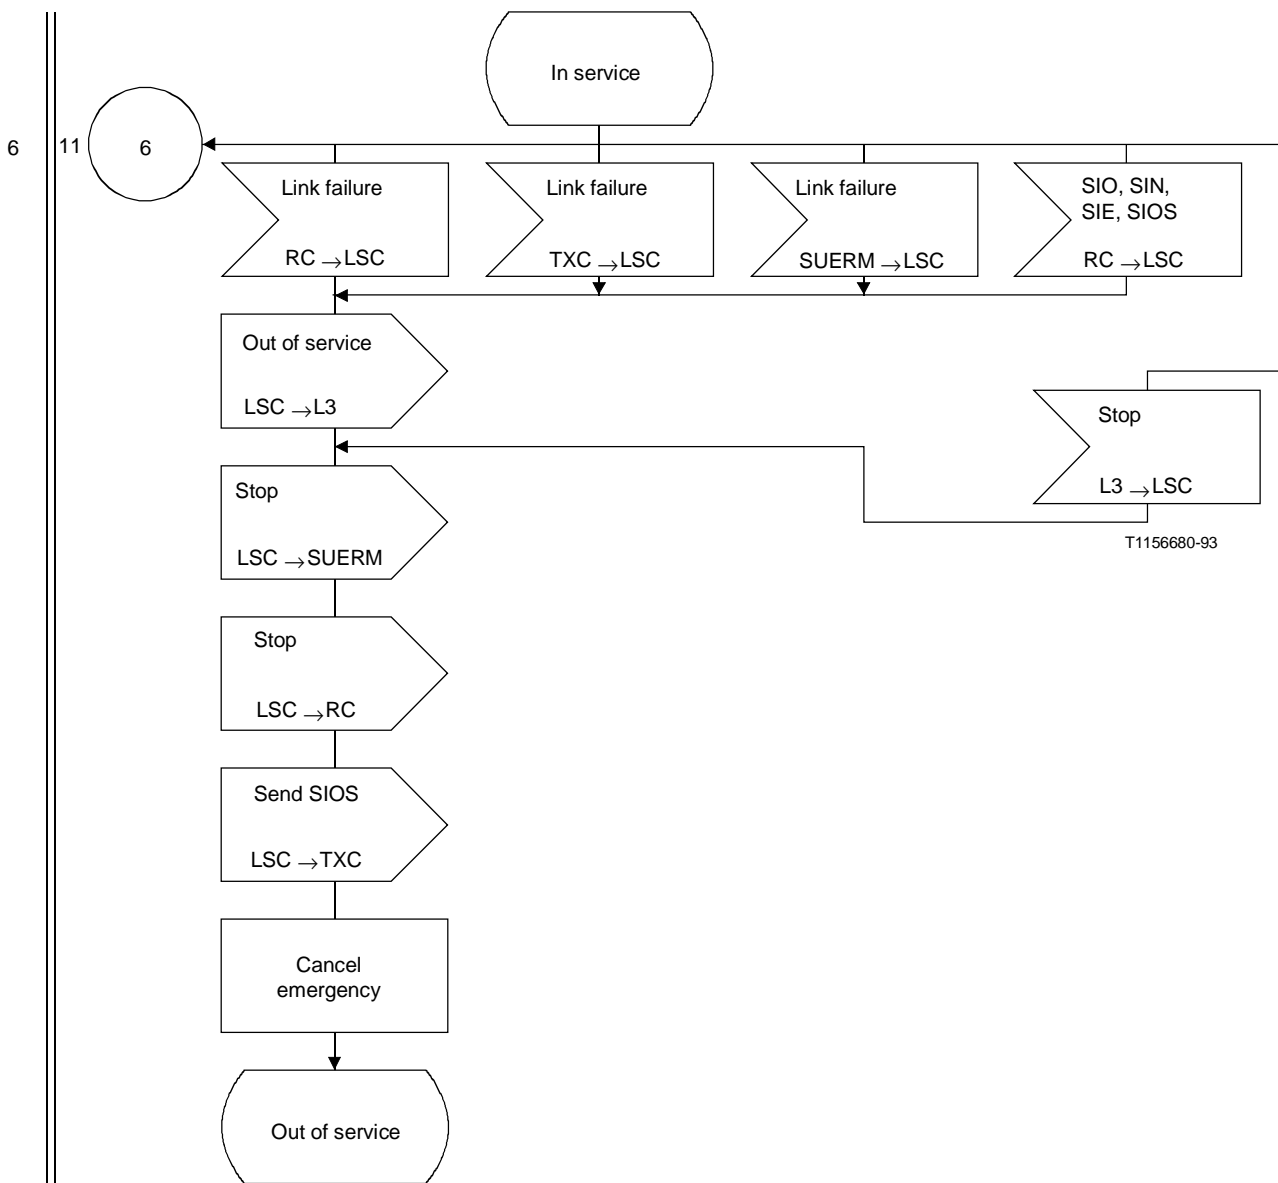 In service
6
11
6
Link failure
RC →LSC
Link failure
TXC →LSC
Link failure
SUERM →LSC
SIO, SIN,
SIE, SIOS
RC →LSC
Out of service
LSC →L3
Stop
L3 →LSC
T1156680-93
Stop
LSC →SUERM
Stop
LSC →RC
Send SIOS
LSC →TXC
Cancel
emergency
Out of service